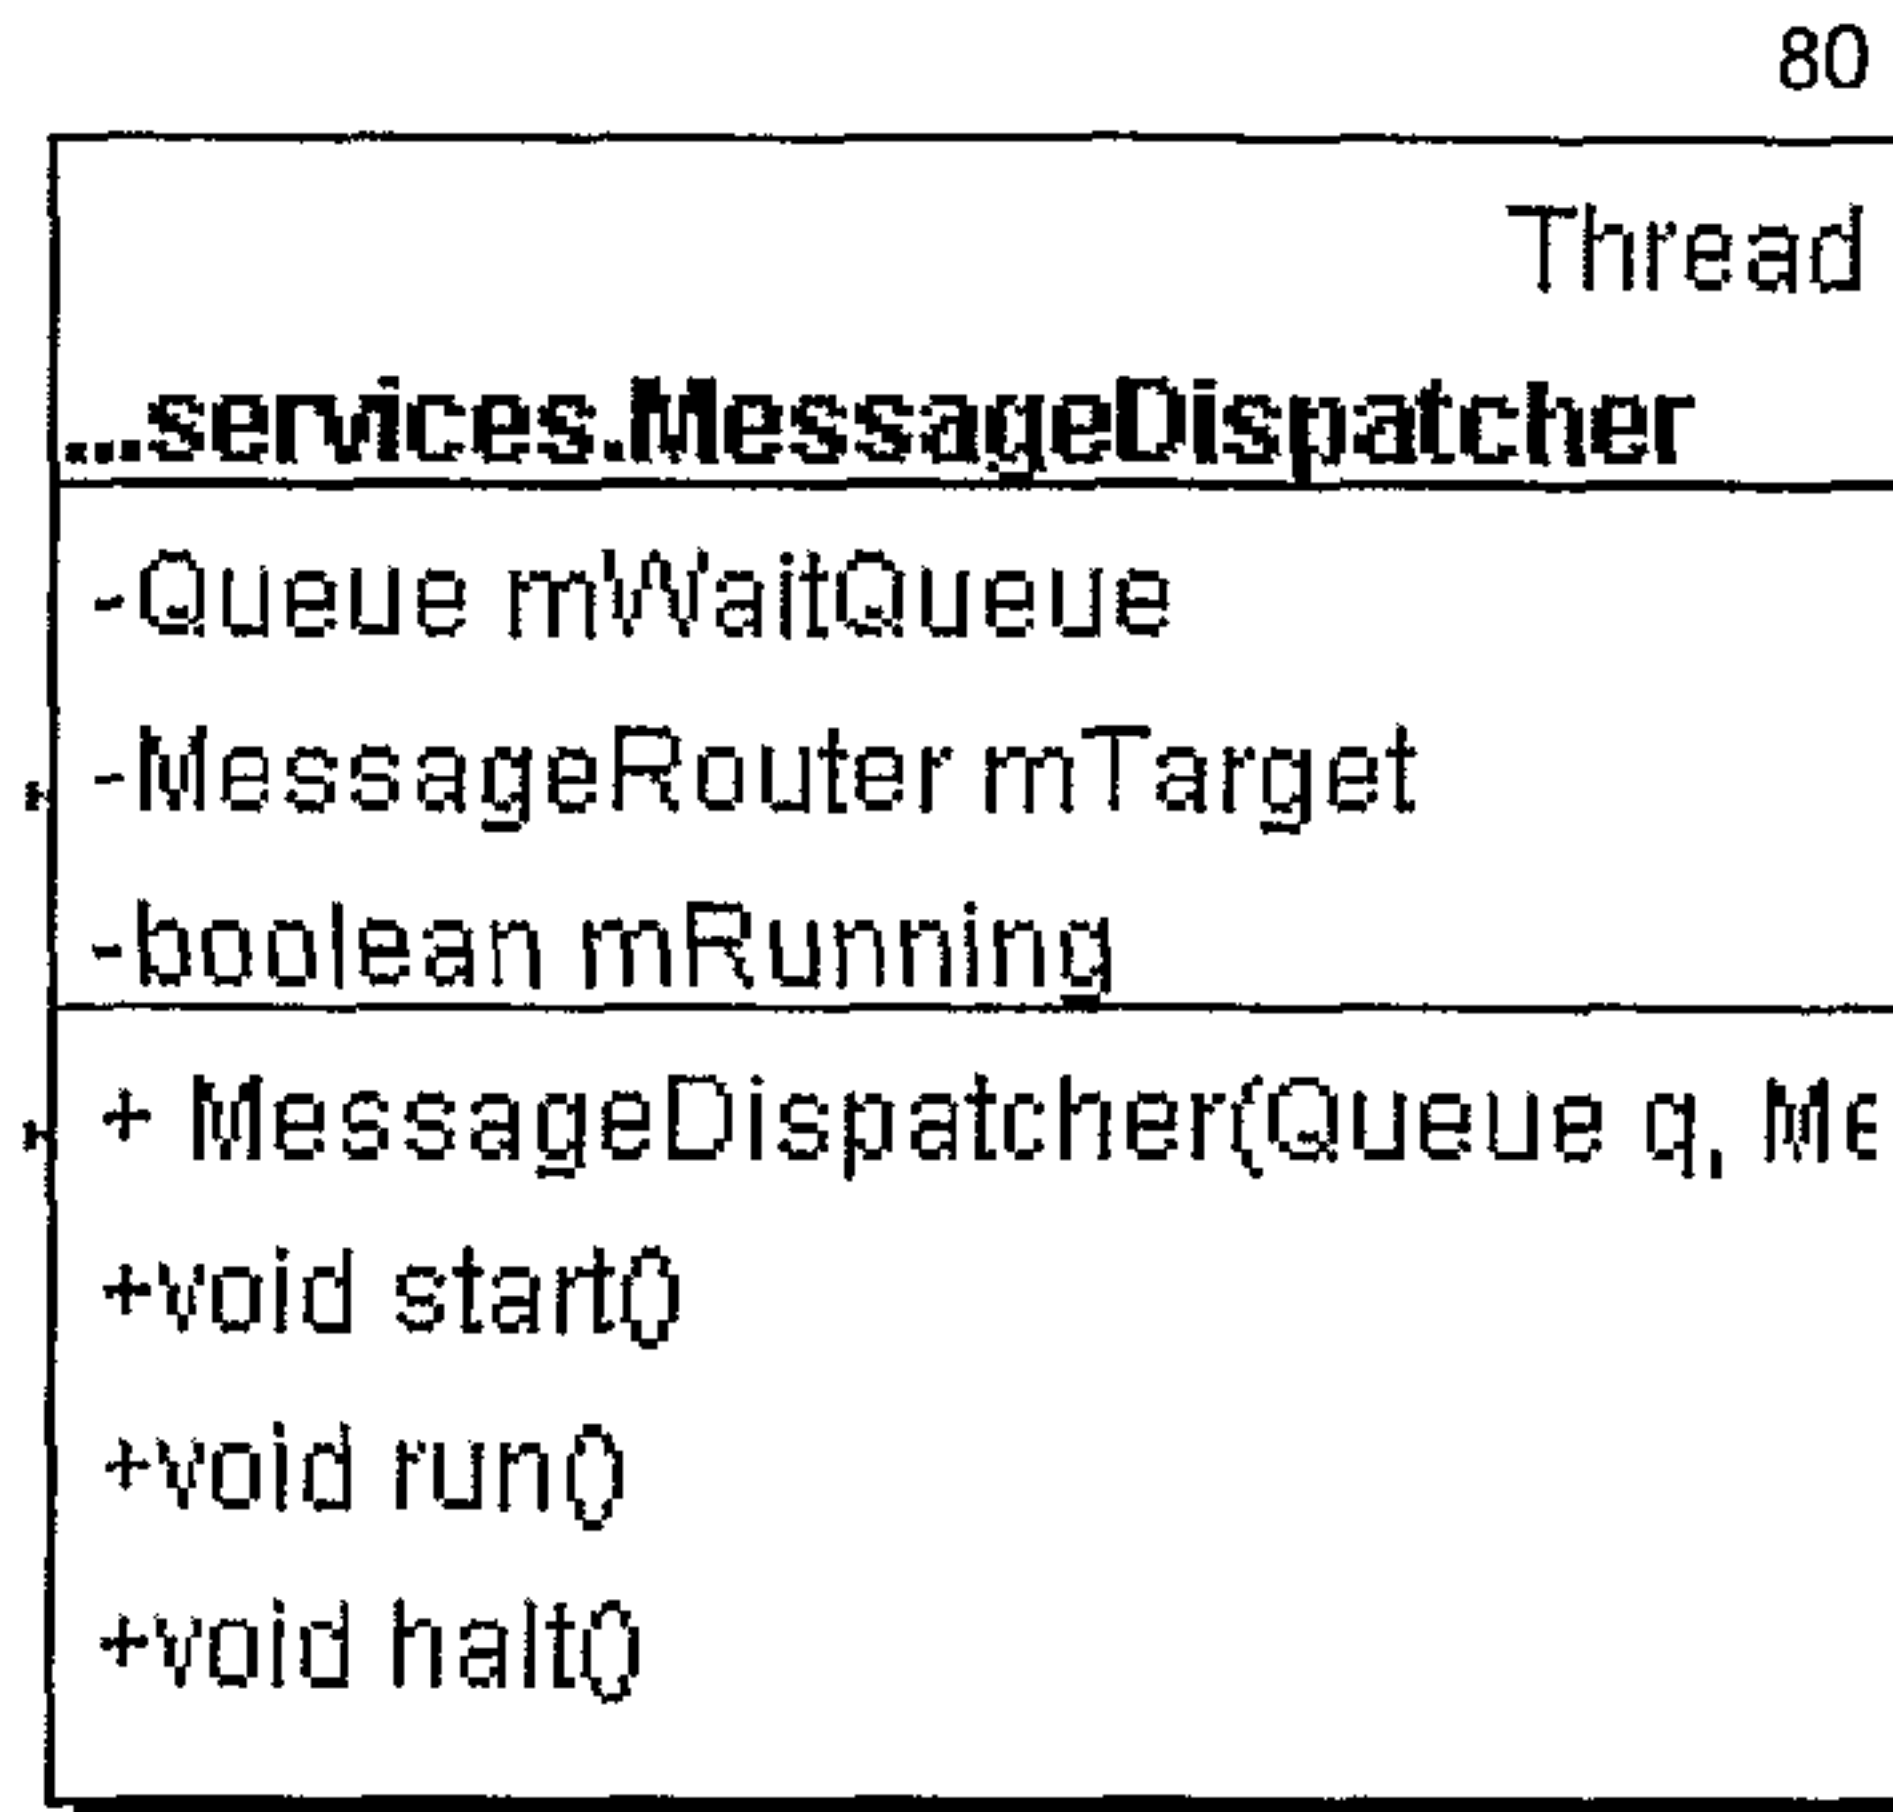 80
Thread
...services.MessageDispatcher
-Queue mWaitQueue
-MessageRouter mTarget
-boolean mRunning
+ MessageDispatcher(Queue q, Me
+void start()
+void run()
+void halt()